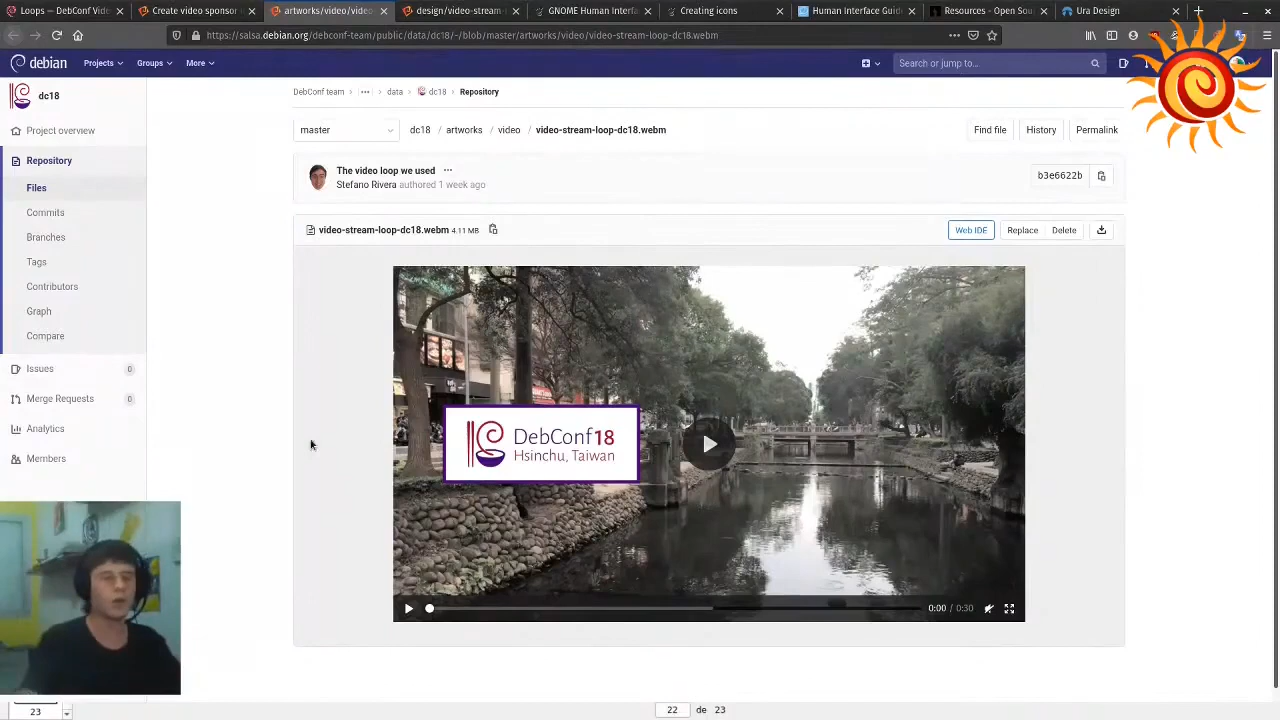 Loops — DebConf Vide
Create video sponsor
artworks/video/video-
design/video-stream-
GNOME Human Interfa
Creating icons
Human Interface Guide
Resources - Open Sou
Ura Design
https://salsa.debian.org/debconf-team/public/data/dc18/-/blob/master/artworks/video/video-stream-loop-dc18.webm
debian
Projects
Groups
More
Search or jump to...
dc18
DebConf team
data
dc18
Repository
Project overview
master
dc18 / artworks / video / video-stream-loop-dc18.webm
Find file
History
Permalink
Repository
The video loop we used
Stefano Rivera authored 1 week ago
b3e6622b
Files
Commits
Branches
Tags
Contributors
Graph
Compare
Issues 0
Merge Requests 0
Analytics
Members
video-stream-loop-dc18.webm 4.11 MB
Web IDE
Replace
Delete
DebConf18
Hsinchu, Taiwan
0:00 / 0:30
23
22 de 23